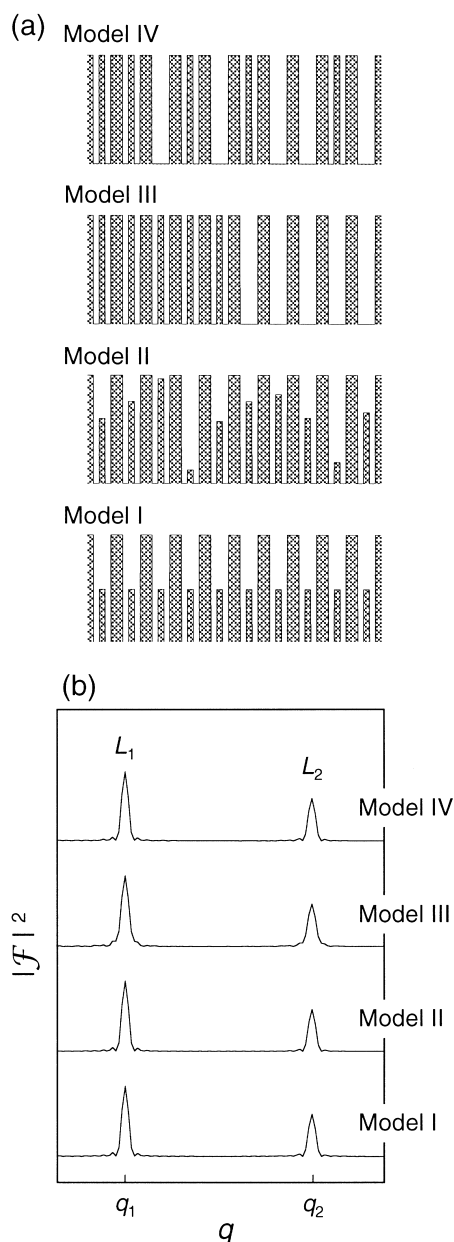 (a)
Model IV
Model III
Model II
Model I
(b)
L1 L2
Model IV
Model III
Model II
Model I
|ℱ|²
q1 q2
q